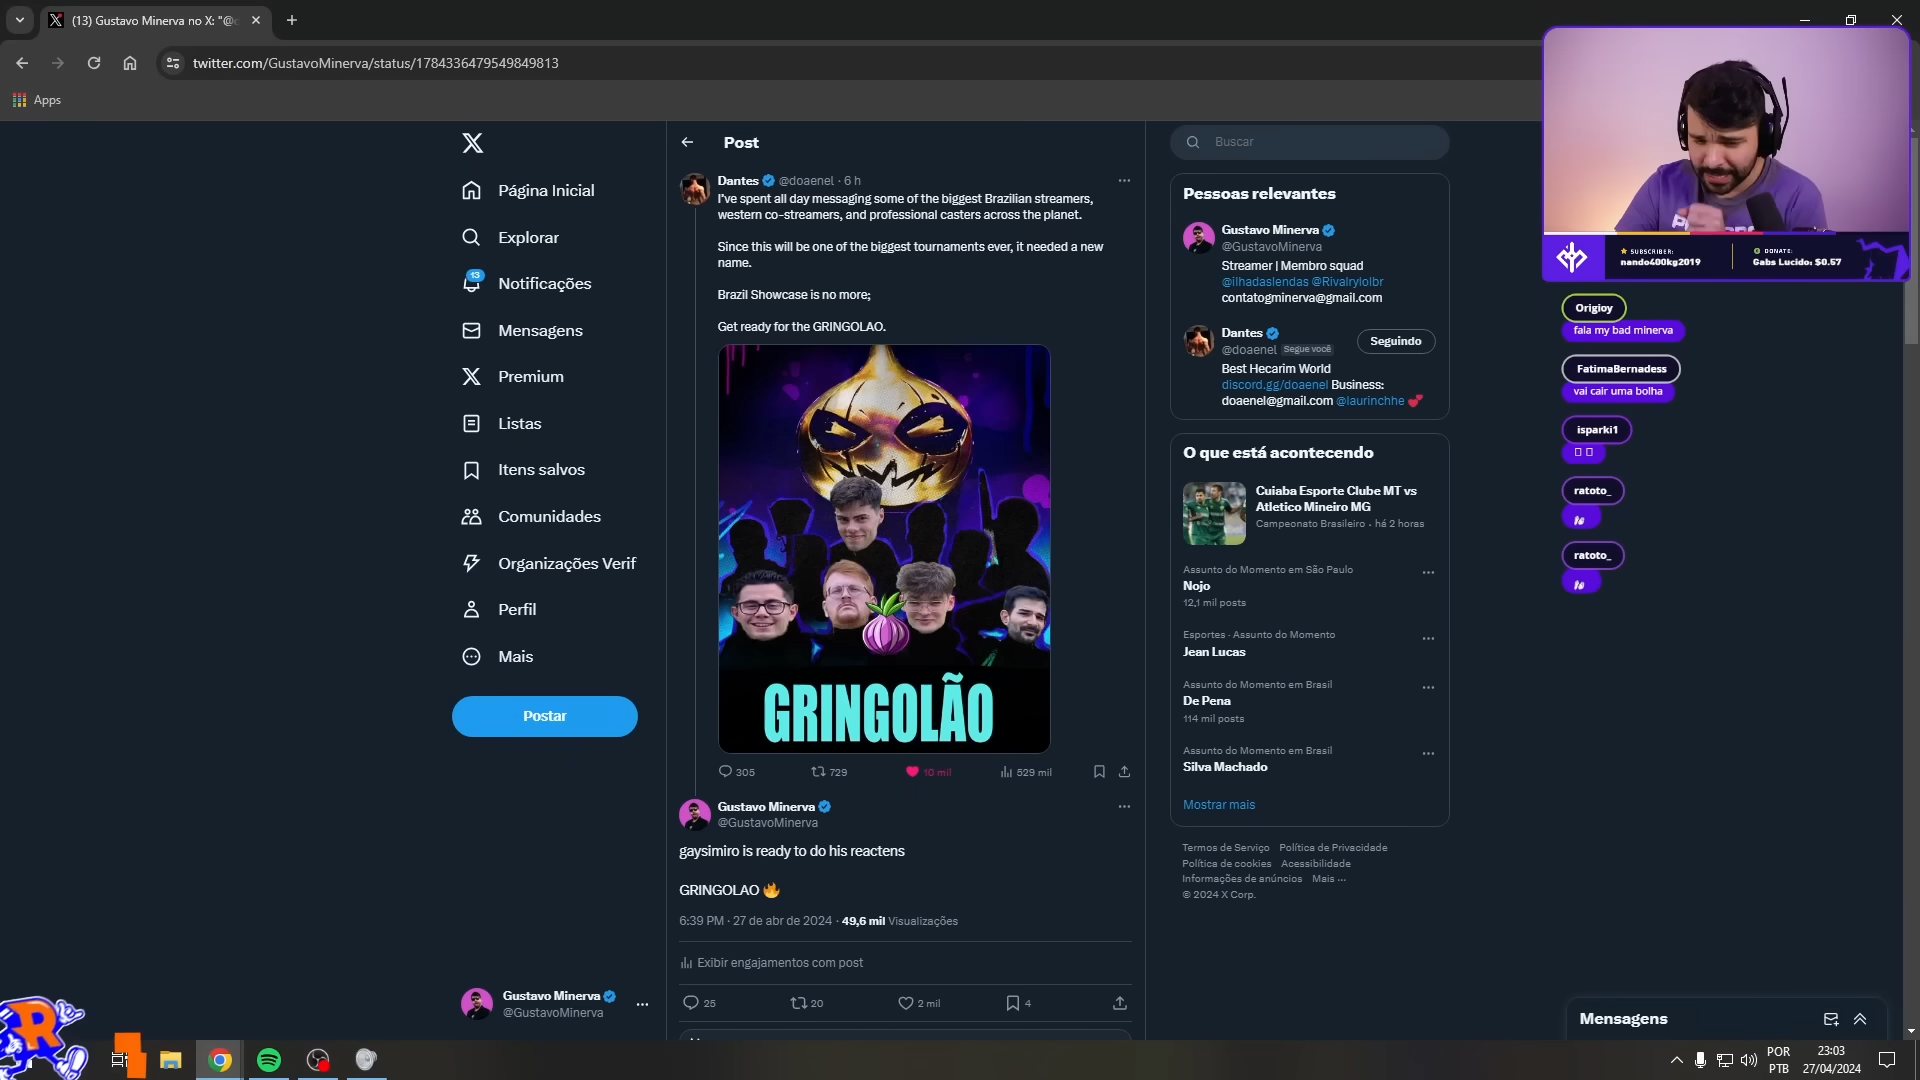 (13) Gustavo Minerva no X: "@d
twitter.com/GustavoMinerva/status/1784336479549849813
Apps
Página Inicial
Explorar
13
Notificações
Mensagens
Premium
Listas
Itens salvos
Comunidades
Organizações Verif
Perfil
Mais
Postar
Gustavo Minerva
@GustavoMinerva
Post
Dantes @doaenel · 6 h
I've spent all day messaging some of the biggest Brazilian streamers,
western co-streamers, and professional casters across the planet.
Since this will be one of the biggest tournaments ever, it needed a new
name.
Brazil Showcase is no more;
Get ready for the GRINGOLAO.
GRINGOLÃO
305 729 10 mil 529 mil
Gustavo Minerva
@GustavoMinerva
gaysimiro is ready to do his reactens
GRINGOLAO 🔥
6:39 PM · 27 de abr de 2024 · 49,6 mil Visualizações
Exibir engajamentos com post
25 20 2 mil 4
Buscar
Pessoas relevantes
Gustavo Minerva
@GustavoMinerva
Streamer | Membro squad
@ilhadaslendas @Rivalrylolbr
contatogminerva@gmail.com
Dantes
@doaenel Segue você
Seguindo
Best Hecarim World
discord.gg/doaenel Business:
doaenel@gmail.com @laurinchhe 💕
O que está acontecendo
Cuiaba Esporte Clube MT vs
Atletico Mineiro MG
Campeonato Brasileiro · há 2 horas
Assunto do Momento em São Paulo
Nojo
12,1 mil posts
Esportes · Assunto do Momento
Jean Lucas
Assunto do Momento em Brasil
De Pena
114 mil posts
Assunto do Momento em Brasil
Silva Machado
Mostrar mais
Termos de Serviço Política de Privacidade
Política de cookies Acessibilidade
Informações de anúncios Mais ···
© 2024 X Corp.
SUBSCRIBER:
nando400kg2019
DONATE:
Gabs Lucido: $0.57
Origioy
fala my bad minerva
FatimaBernadess
vai cair uma bolha
isparki1
ratoto_
ratoto_
Mensagens
R
POR
PTB
23:03
27/04/2024